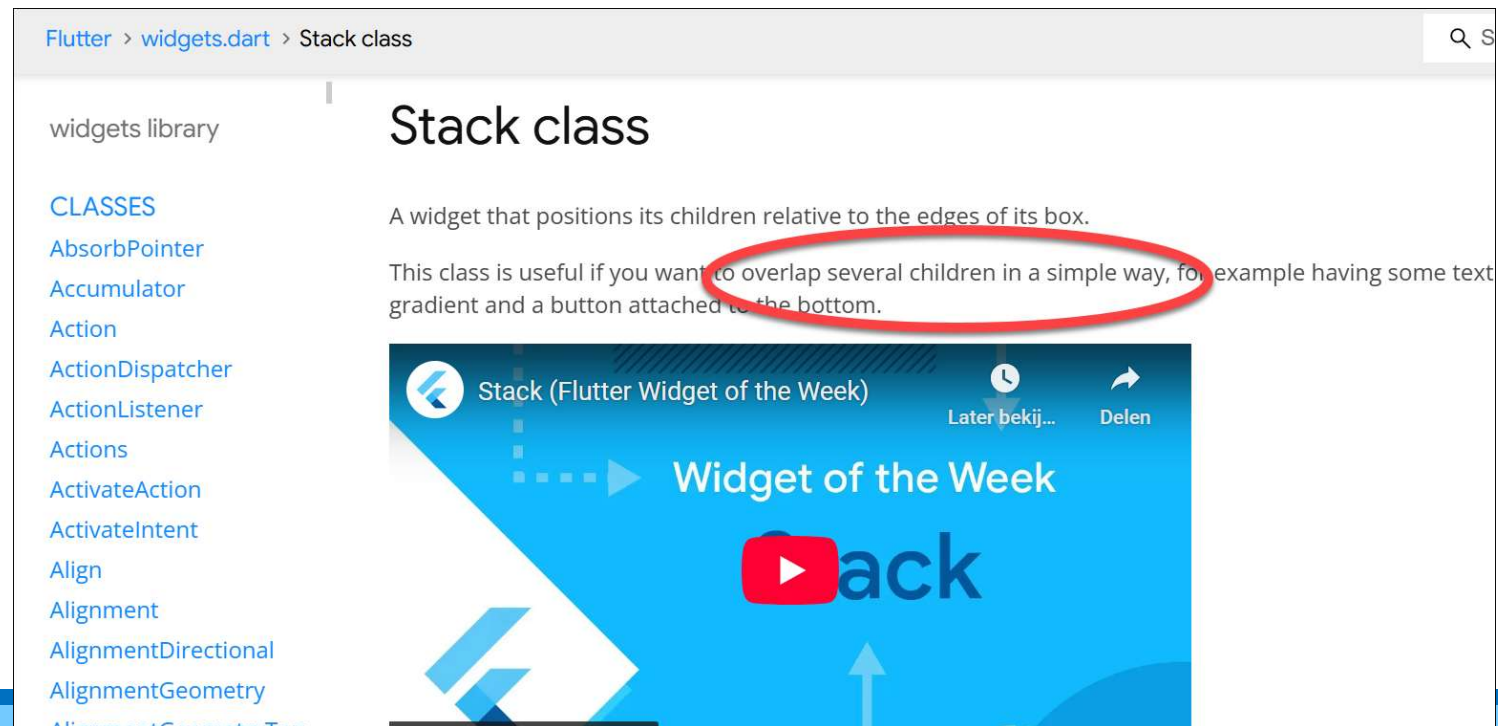 Flutter > widgets.dart > Stack class
S
widgets library
CLASSES
AbsorbPointer
Accumulator
Action
ActionDispatcher
ActionListener
Actions
ActivateAction
ActivateIntent
Align
Alignment
AlignmentDirectional
AlignmentGeometry
Stack class
A widget that positions its children relative to the edges of its box.
This class is useful if you want to overlap several children in a simple way, for example having some text
gradient and a button attached to the bottom.
Stack (Flutter Widget of the Week)
Later bekij...
Delen
Widget of the Week
Stack